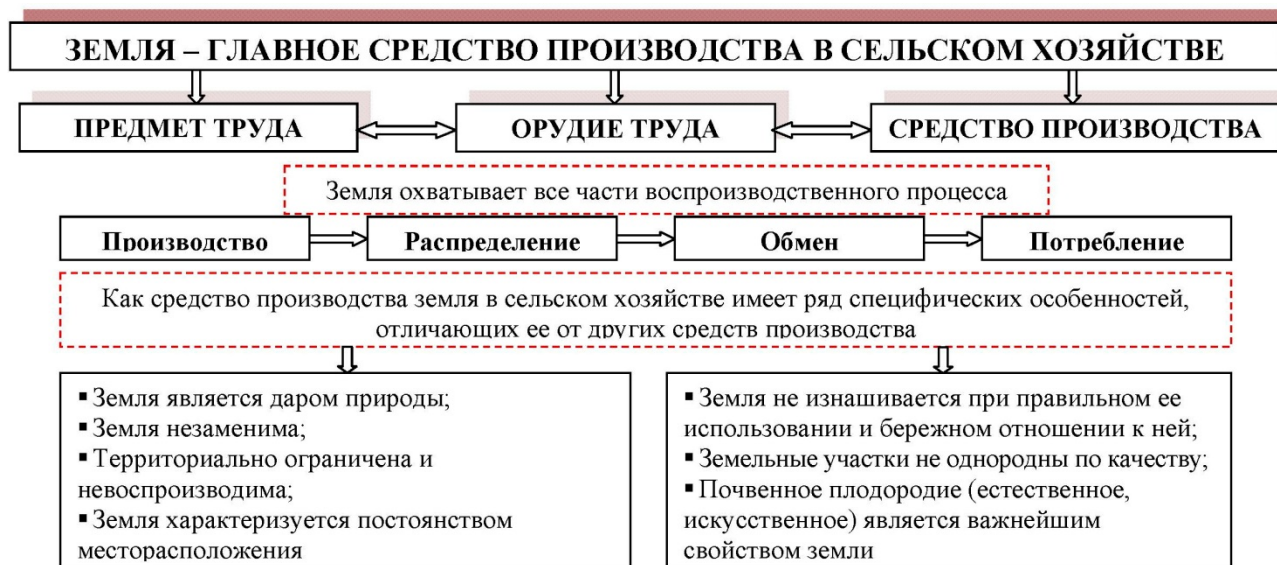 ЗЕМЛЯ – ГЛАВНОЕ СРЕДСТВО ПРОИЗВОДСТВА В СЕЛЬСКОМ ХОЗЯЙСТВЕ
ПРЕДМЕТ ТРУДА
ОРУДИЕ ТРУДА
СРЕДСТВО ПРОИЗВОДСТВА
Земля охватывает все части воспроизводственного процесса
Производство
Распределение
Обмен
Потребление
Как средство производства земля в сельском хозяйстве имеет ряд специфических особенностей,
отличающих ее от других средств производства
▪ Земля является даром природы;
▪ Земля незаменима;
▪ Территориально ограничена и
невоспроизводима;
▪ Земля характеризуется постоянством
месторасположения
▪ Земля не изнашивается при правильном ее
использовании и бережном отношении к ней;
▪ Земельные участки не однородны по качеству;
▪ Почвенное плодородие (естественное,
искусственное) является важнейшим
свойством земли